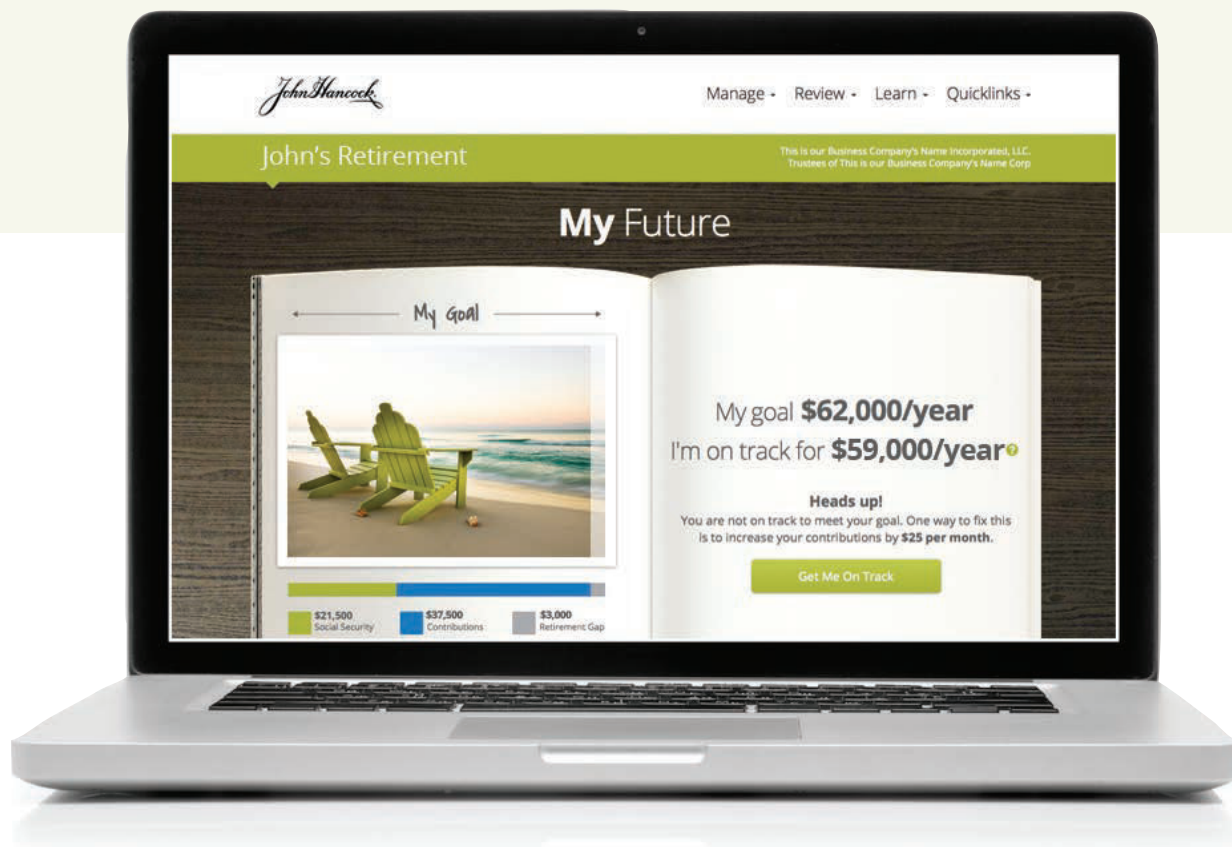 John Hancock
Manage
Review
Learn
Quicklinks
John's Retirement
This is our Business Company's Name Incorporated, LLC.
Trustees of This is our Business Company's Name Corp
My Future
My Goal
My goal $62,000/year
I'm on track for $59,000/year?
Heads up!
You are not on track to meet your goal. One way to fix this
is to increase your contributions by $25 per month.
Get Me On Track
$21,500
Social Security
$37,500
Contributions
$3,000
Retirement Gap